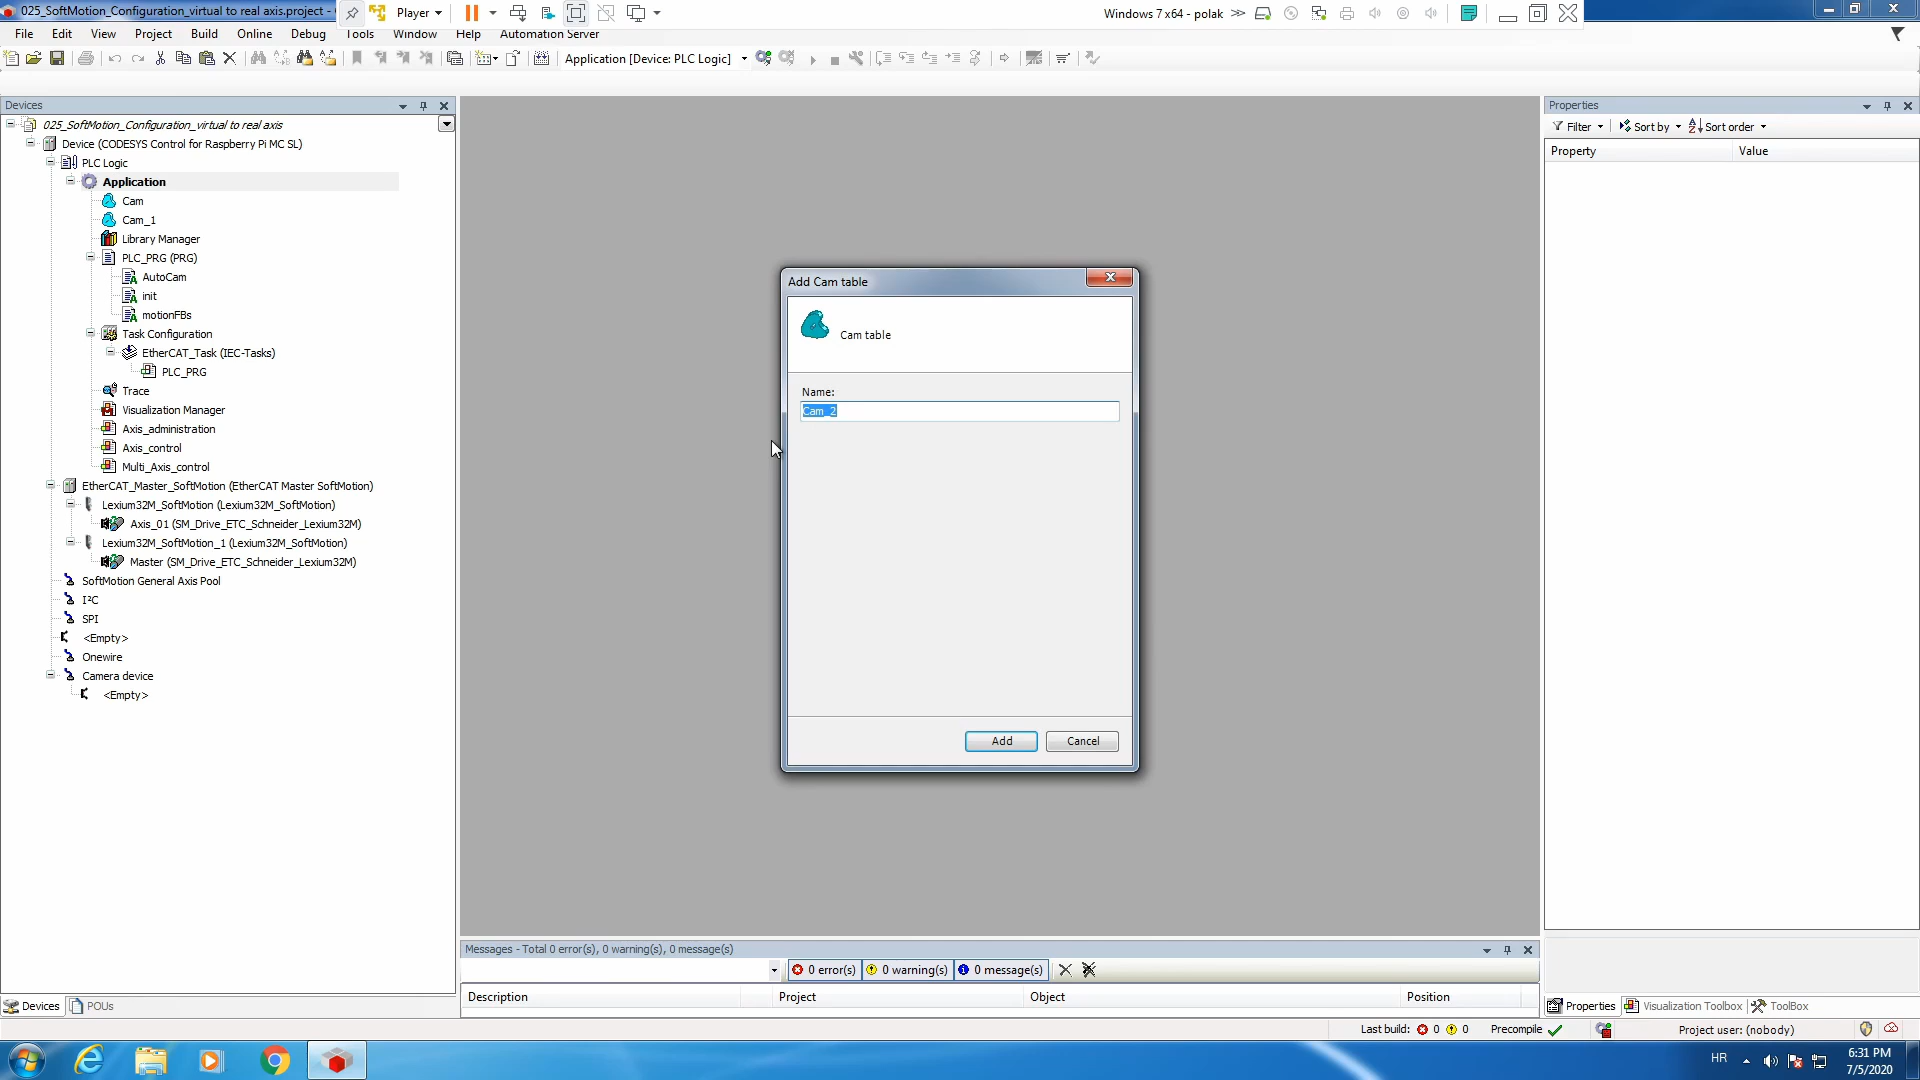 025_SoftMotion_Configuration_virtual to real axis.project -
Player
Windows 7 x64 - polak
File Edit View Project Build Online Debug Tools Window Help Automation Server
Application [Device: PLC Logic]
Devices
025_SoftMotion_Configuration_virtual to real axis
Device (CODESYS Control for Raspberry Pi MC SL)
PLC Logic
Application
Cam
Cam_1
Library Manager
PLC_PRG (PRG)
AutoCam
init
motionFBs
Task Configuration
EtherCAT_Task (IEC-Tasks)
PLC_PRG
Trace
Visualization Manager
Axis_administration
Axis_control
Multi_Axis_control
EtherCAT_Master_SoftMotion (EtherCAT Master SoftMotion)
Lexium32M_SoftMotion (Lexium32M_SoftMotion)
Axis_01 (SM_Drive_ETC_Schneider_Lexium32M)
Lexium32M_SoftMotion_1 (Lexium32M_SoftMotion)
Master (SM_Drive_ETC_Schneider_Lexium32M)
SoftMotion General Axis Pool
I²C
SPI
<Empty>
Onewire
Camera device
<Empty>
Devices POUs
Add Cam table
Cam table
Name:
Cam_2
Add Cancel
Properties
Filter Sort by Sort order
Property Value
Messages - Total 0 error(s), 0 warning(s), 0 message(s)
0 error(s) 0 warning(s) 0 message(s)
Description Project Object Position
Properties Visualization Toolbox ToolBox
Last build: 0 0 Precompile Project user: (nobody)
HR
6:31 PM
7/5/2020